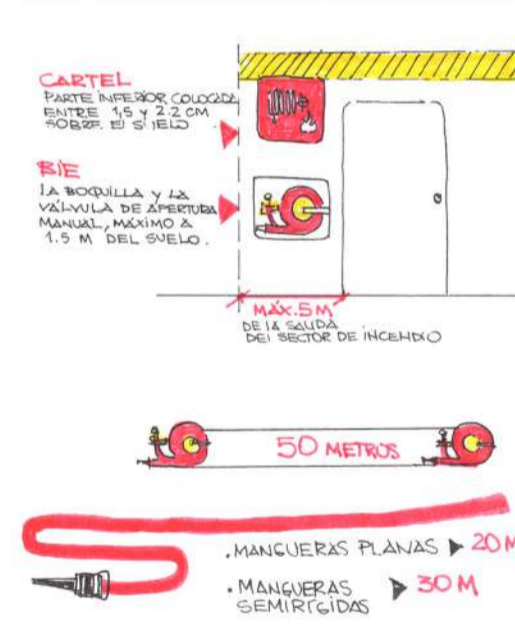 CARTEL
PARTE INFERIOR COLOCADA
ENTRE 1,5 y 2.2 CM
SOBRE EL SUELO
BIE
LA BOQUILLA Y LA
VÁLVULA DE APERTURA
MANUAL, MÁXIMO A
1.5 M DEL SUELO.
MÁX. 5 M
DE LA SALIDA
DEL SECTOR DE INCENDIO
50 METROS
. MANGUERAS PLANAS ▶ 20 M
• MANGUERAS ▶ 30 M
SEMIRIGIDAS